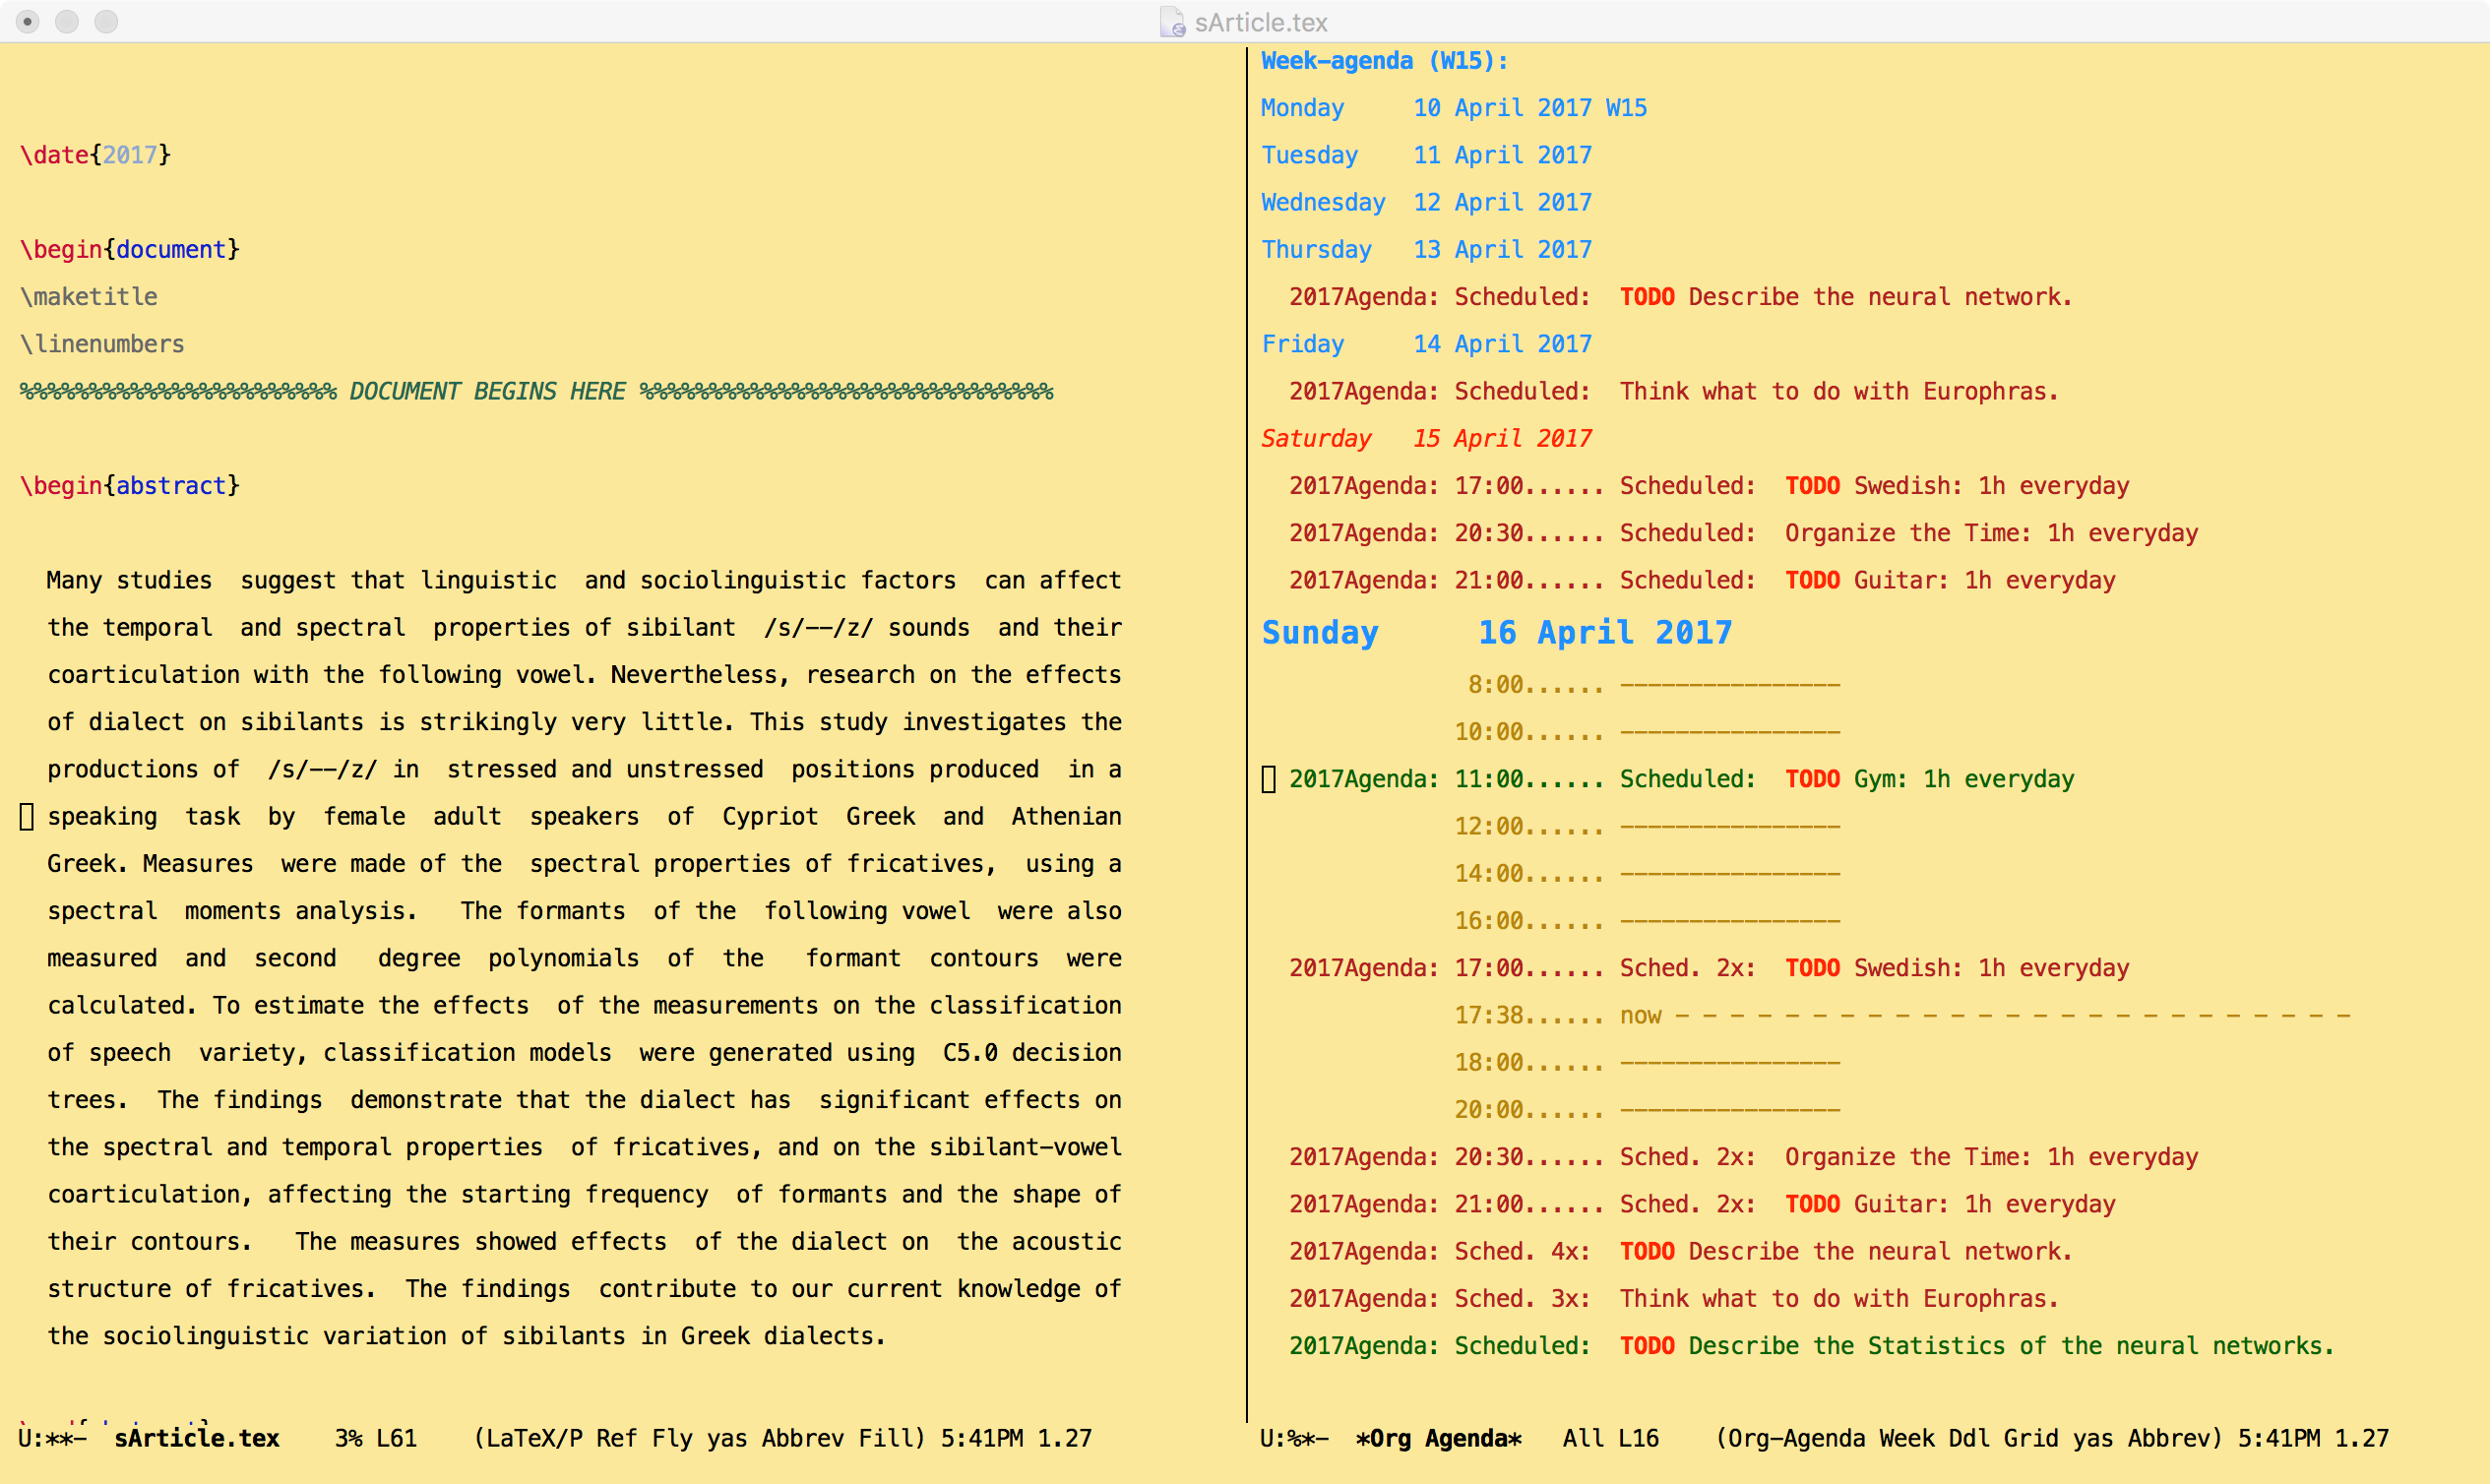 sArticle.tex
\date{2017}
\begin{document}
\maketitle
\linenumbers
%%%%%%%%%%%%%%%%%%%%%%% DOCUMENT BEGINS HERE %%%%%%%%%%%%%%%%%%%%%%%%%%%%%%
\begin{abstract}
Many studies  suggest that linguistic  and sociolinguistic factors  can affect
the temporal  and spectral  properties of sibilant  /s/--/z/ sounds  and their
coarticulation with the following vowel. Nevertheless, research on the effects
of dialect on sibilants is strikingly very little. This study investigates the
productions of  /s/--/z/ in  stressed and unstressed  positions produced  in a
speaking  task  by  female  adult  speakers  of  Cypriot  Greek  and  Athenian
Greek. Measures  were made of the  spectral properties of fricatives,  using a
spectral  moments analysis.   The formants  of the  following vowel  were also
measured  and  second   degree  polynomials  of  the   formant  contours  were
calculated. To estimate the effects  of the measurements on the classification
of speech  variety, classification models  were generated using  C5.0 decision
trees.  The findings  demonstrate that the dialect has  significant effects on
the spectral and temporal properties  of fricatives, and on the sibilant-vowel
coarticulation, affecting the starting frequency  of formants and the shape of
their contours.   The measures showed effects  of the dialect on  the acoustic
structure of fricatives.  The findings  contribute to our current knowledge of
the sociolinguistic variation of sibilants in Greek dialects.
U:**-  sArticle.tex    3% L61    (LaTeX/P Ref Fly yas Abbrev Fill) 5:41PM 1.27
Week-agenda (W15):
Monday     10 April 2017 W15
Tuesday    11 April 2017
Wednesday  12 April 2017
Thursday   13 April 2017
2017Agenda: Scheduled:  TODO Describe the neural network.
Friday     14 April 2017
2017Agenda: Scheduled:  Think what to do with Europhras.
Saturday   15 April 2017
2017Agenda: 17:00...... Scheduled:  TODO Swedish: 1h everyday
2017Agenda: 20:30...... Scheduled:  Organize the Time: 1h everyday
2017Agenda: 21:00...... Scheduled:  TODO Guitar: 1h everyday
Sunday     16 April 2017
8:00...... ----------------
10:00...... ----------------
2017Agenda: 11:00...... Scheduled:  TODO Gym: 1h everyday
12:00...... ----------------
14:00...... ----------------
16:00...... ----------------
2017Agenda: 17:00...... Sched. 2x:  TODO Swedish: 1h everyday
17:38...... now - - - - - - - - - - - - - - - - - - - - - - - - -
18:00...... ----------------
20:00...... ----------------
2017Agenda: 20:30...... Sched. 2x:  Organize the Time: 1h everyday
2017Agenda: 21:00...... Sched. 2x:  TODO Guitar: 1h everyday
2017Agenda: Sched. 4x:  TODO Describe the neural network.
2017Agenda: Sched. 3x:  Think what to do with Europhras.
2017Agenda: Scheduled:  TODO Describe the Statistics of the neural networks.
U:%*-  *Org Agenda*   All L16    (Org-Agenda Week Ddl Grid yas Abbrev) 5:41PM 1.27